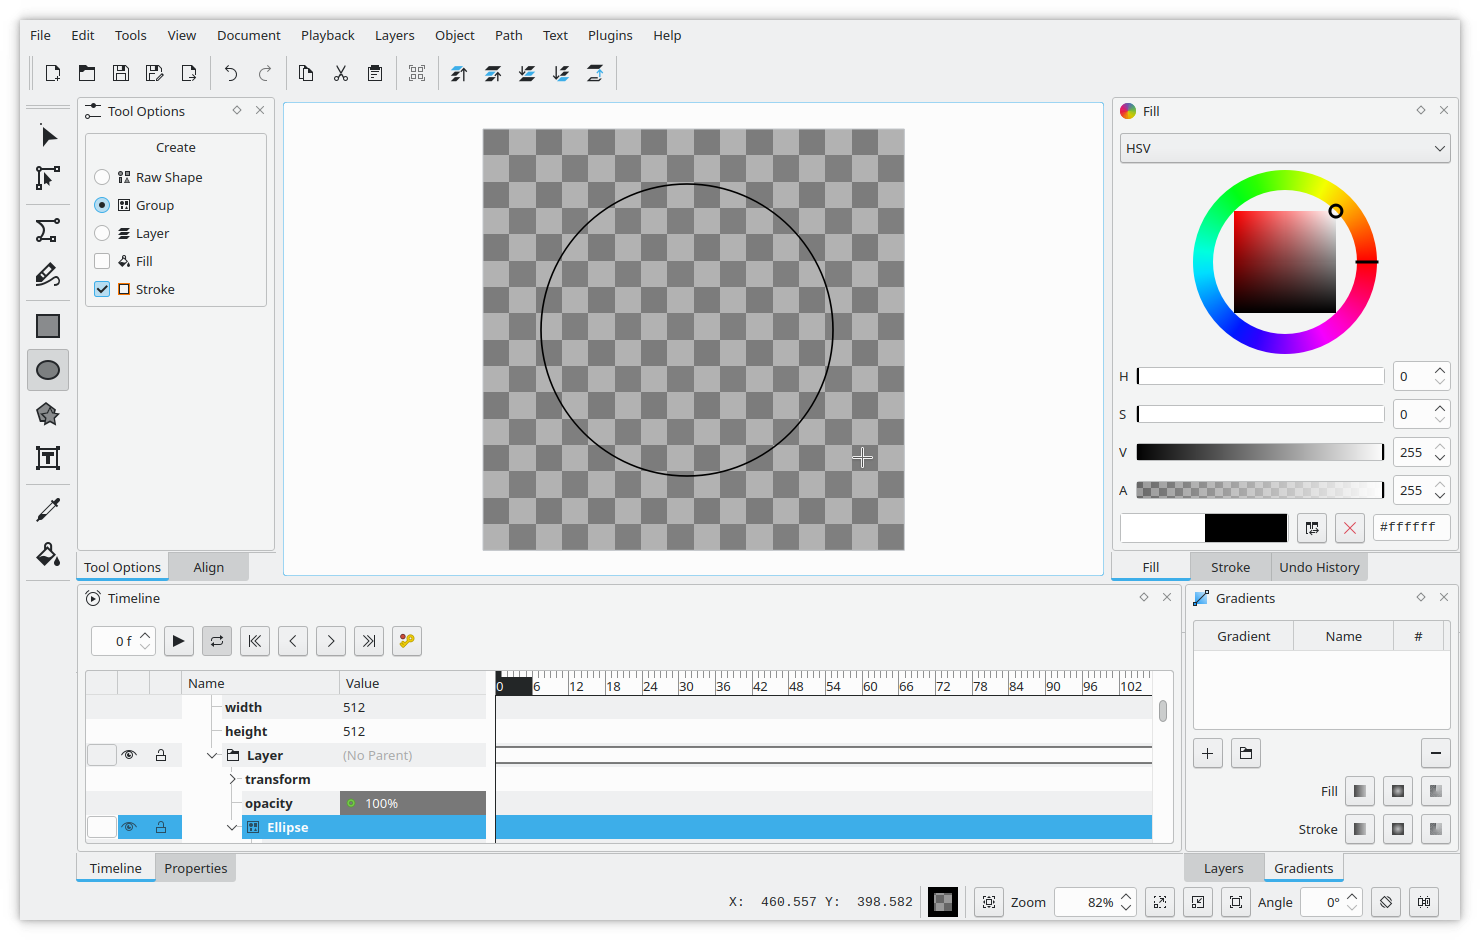 File Edit Tools View Document Playback Layers Object Path Text Plugins Help
Tool Options
Create
Raw Shape
Group
Layer
Fill
Stroke
Tool Options Align
Fill
HSV
H 0
S 0
V 255
A 255
#ffffff
Fill Stroke Undo History
Timeline
0 f
Name Value
0 6 12 18 24 30 36 42 48 54 60 66 72 78 84 90 96 102
width 512
height 512
Layer (No Parent)
transform
opacity 100%
Ellipse
Timeline Properties
Gradients
Gradient Name #
Fill
Stroke
Layers Gradients
X: 460.557 Y: 398.582 Zoom 82% Angle 0°